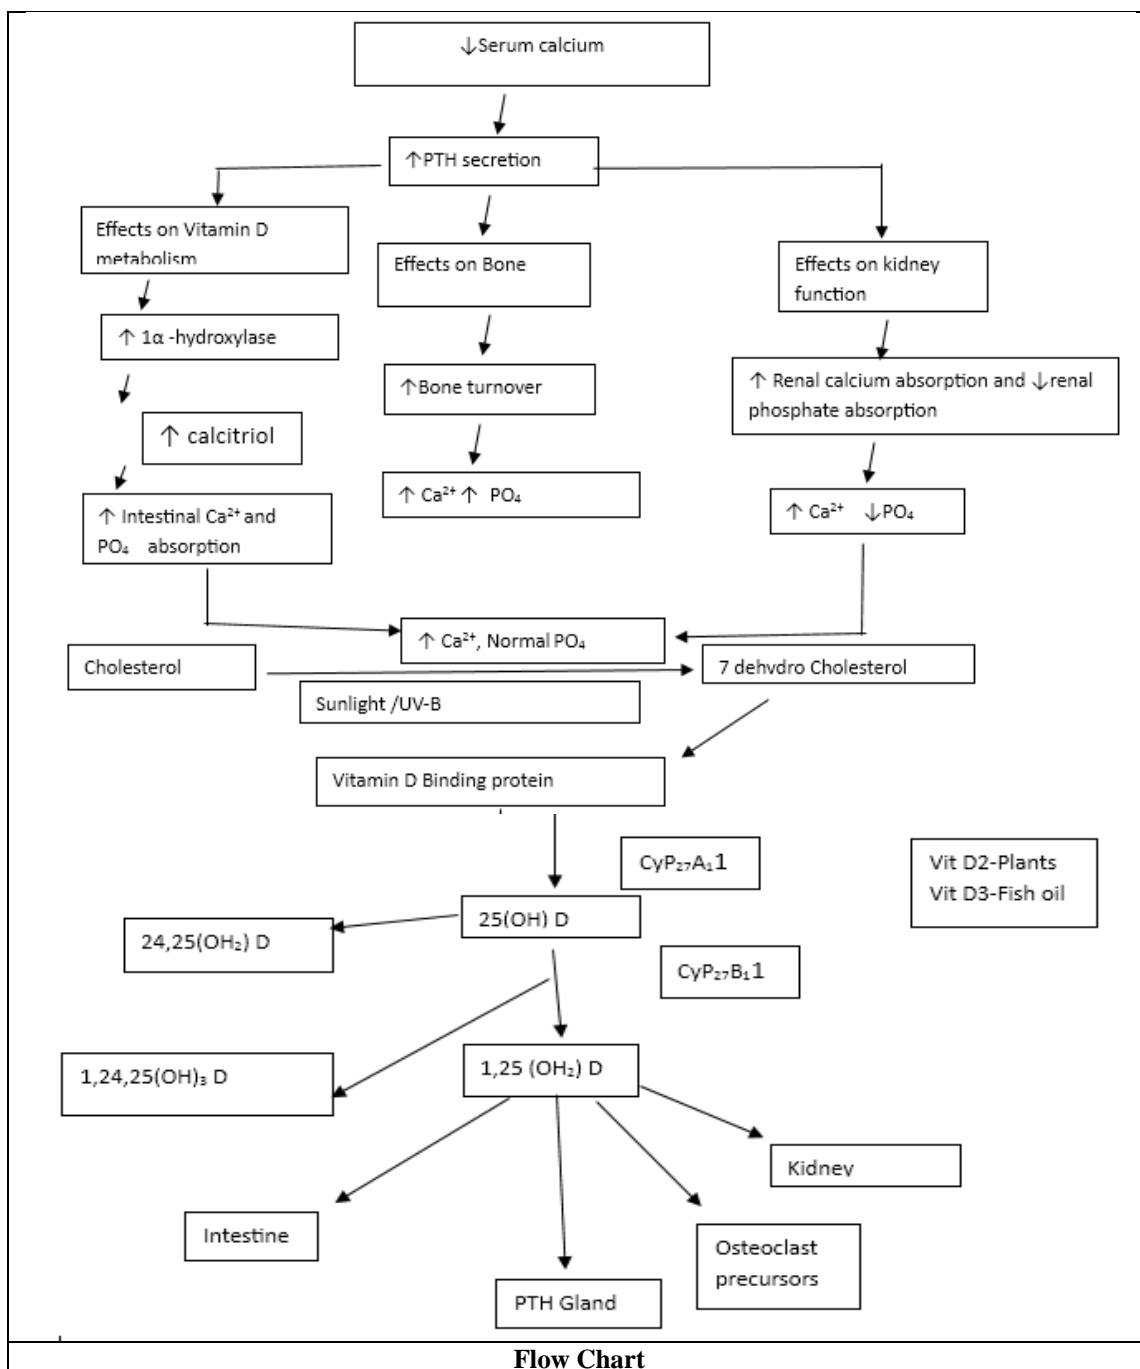 ↓Serum calcium
↑PTH secretion
Effects on Vitamin D
metabolism
Effects on Bone
Effects on kidney
function
↑ 1α -hydroxylase
↑Bone turnover
↑ Renal calcium absorption and ↓renal
phosphate absorption
↑ calcitriol
↑ Ca²⁺ ↑ PO₄
↑ Ca²⁺ ↓PO₄
↑ Intestinal Ca²⁺ and
PO₄ absorption
↑ Ca²⁺, Normal PO₄
Cholesterol
7 dehydro Cholesterol
Sunlight /UV-B
Vitamin D Binding protein
CyP₂₇A₁1
Vit D2-Plants
Vit D3-Fish oil
25(OH) D
24,25(OH₂) D
CyP₂₇B₁1
1,25 (OH₂) D
1,24,25(OH)₃ D
Kidney
Intestine
Osteoclast
precursors
PTH Gland
Flow Chart